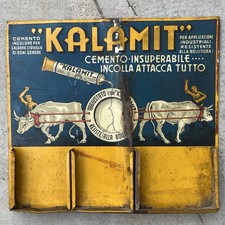 "KALAMIT"
CEMENTO
INCOLORE PER
SALDARE STOVIGLIE
DI OGNI GENERE
PER APPLICAZIONI
INDUSTRIALI,
RESISTENTE
ALLA BOLLITURA
CEMENTO·INSUPERABILE····
INCOLLA ATTACCA TUTTO
KALAMIT